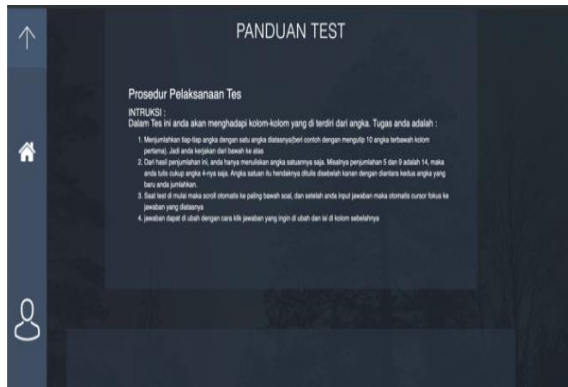 PANDUAN TEST
Prosedur Pelaksanaan Tes
INTRUKSI :
Dalam Tes ini anda akan menghadapi kolom-kolom yang di terdiri dari angka. Tugas anda adalah :
1. Menjumlahkan tiap-tiap angka dengan satu angka diatasnya(beri contoh dengan mengutip 10 angka terbawah kolom
pertama). Jadi anda kerjakan dari bawah ke atas
2. Dari hasil penjumlahan ini, anda hanya menuliskan angka satuannya saja. Misalnya penjumlahan 5 dan 9 adalah 14, maka
anda tulis cukup angka 4-nya saja. Angka satuan itu hendaknya ditulis disebelah kanan dengan diantara kedua angka yang
baru anda jumlahkan.
3. Saat test di mulai maka scroll otomatis ke paling bawah soal, dan setelah anda input jawaban maka otomatis cursor fokus ke
jawaban yang diatasnya
4. jawaban dapat di ubah dengan cara klik jawaban yang ingin di ubah dan isi di kolom sebelahnya